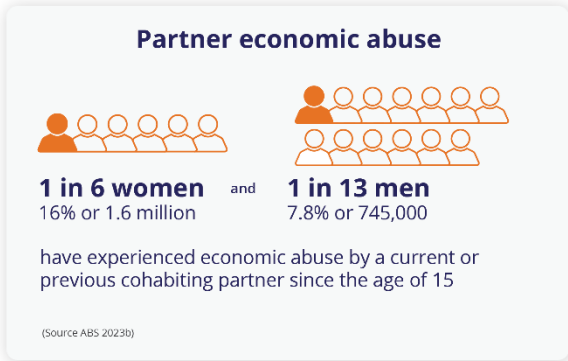 Partner economic abuse
1 in 6 women
16% or 1.6 million
and
1 in 13 men
7.8% or 745,000
have experienced economic abuse by a current or
previous cohabiting partner since the age of 15
(Source ABS 2023b)